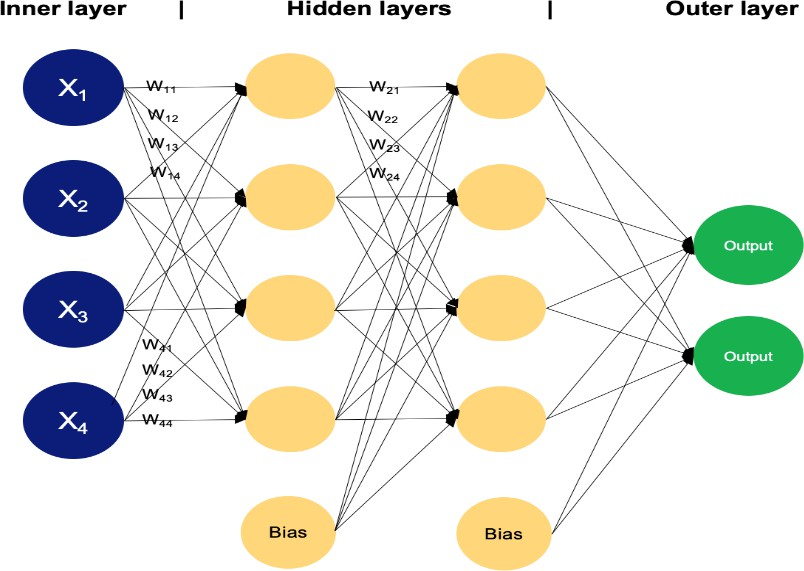 Inner layer | Hidden layers | Outer layer
X1
X2
X3
X4
W11
W12
W13
W14
W41
W42
W43
W44
W21
W22
W23
W24
Bias
Bias
Output
Output